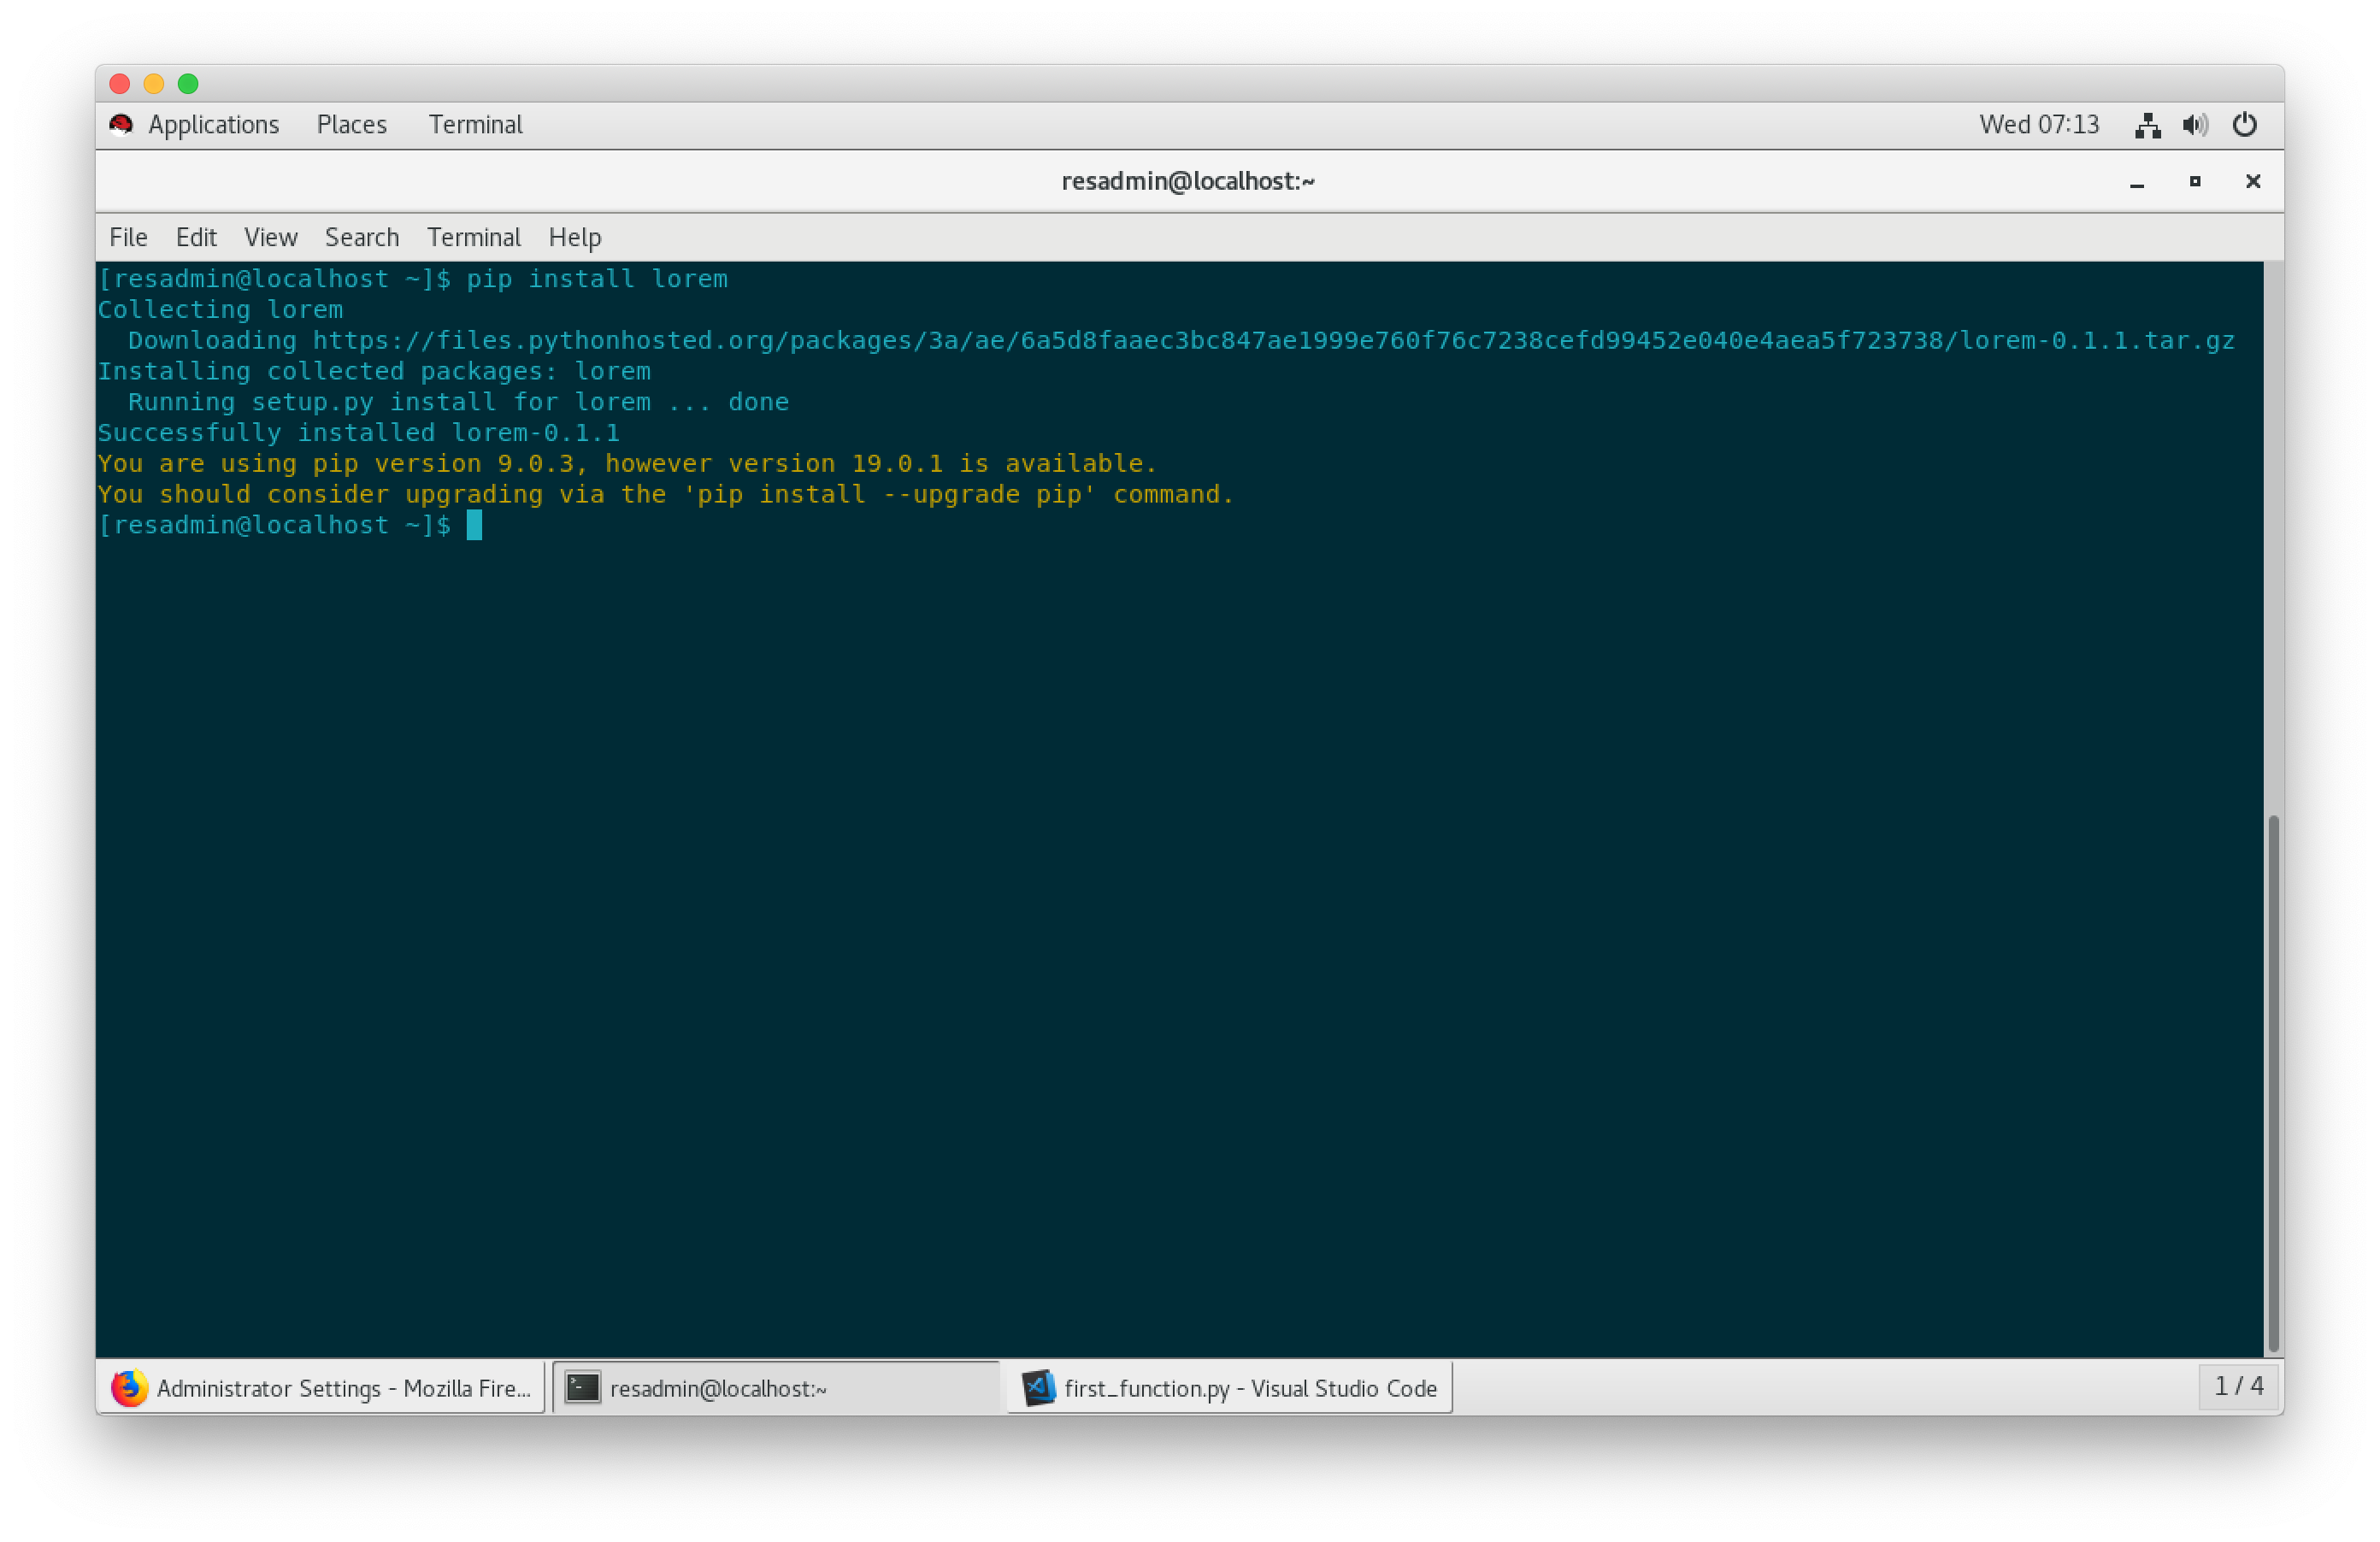 Applications Places Terminal Wed 07:13
resadmin@localhost:~
File Edit View Search Terminal Help
[resadmin@localhost ~]$ pip install lorem
Collecting lorem
  Downloading https://files.pythonhosted.org/packages/3a/ae/6a5d8faaec3bc847ae1999e760f76c7238cefd99452e040e4aea5f723738/lorem-0.1.1.tar.gz
Installing collected packages: lorem
  Running setup.py install for lorem ... done
Successfully installed lorem-0.1.1
You are using pip version 9.0.3, however version 19.0.1 is available.
You should consider upgrading via the 'pip install --upgrade pip' command.
[resadmin@localhost ~]$
Administrator Settings - Mozilla Fire... resadmin@localhost:~ first_function.py - Visual Studio Code 1 / 4